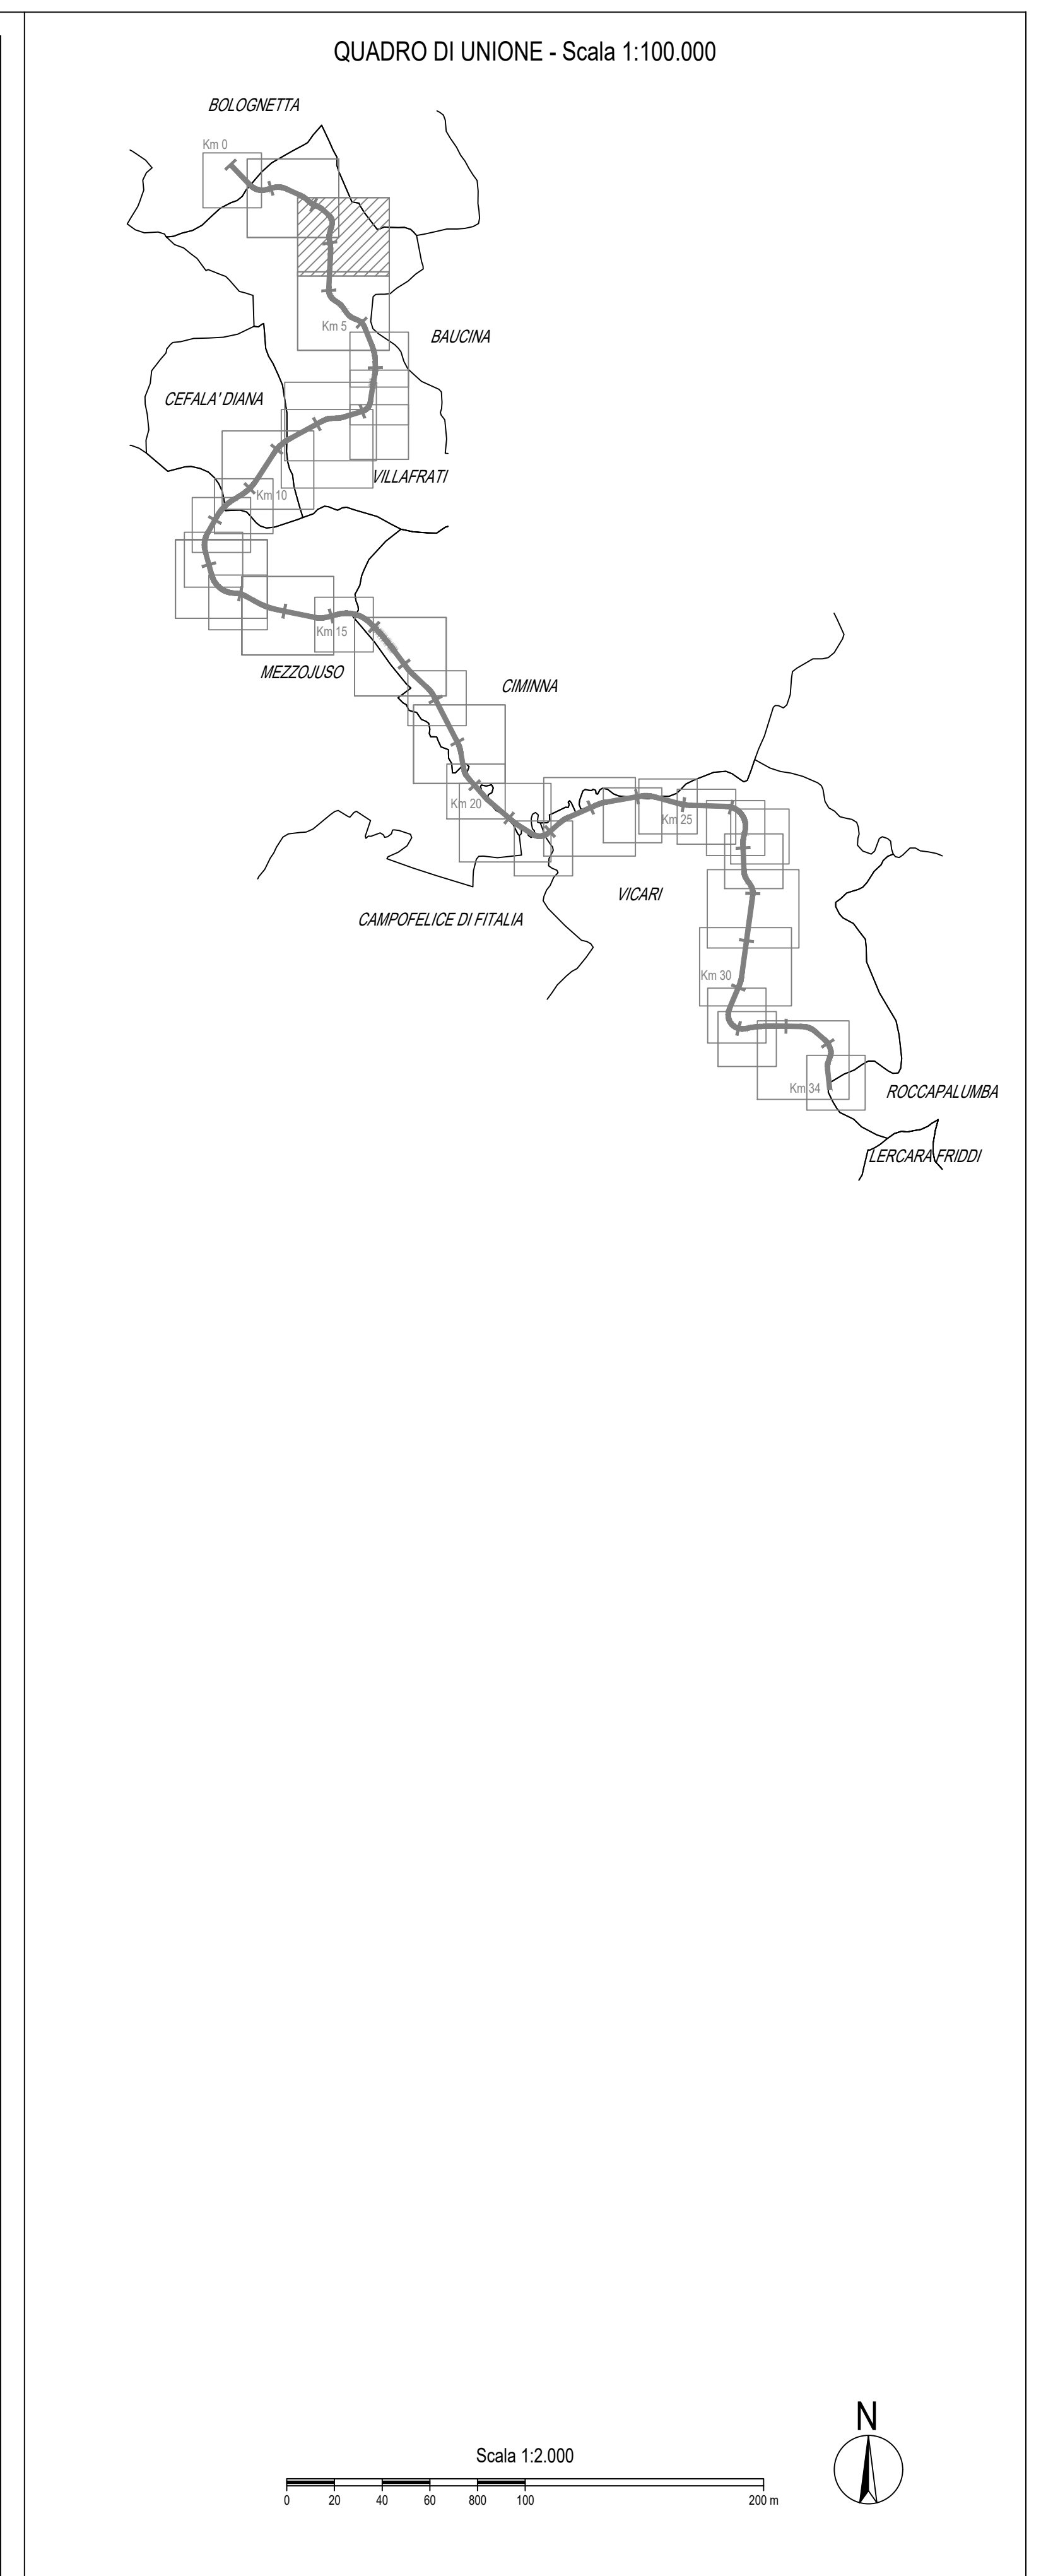 QUADRO DI UNIONE - Scala 1:100.000
BOLOGNETTA
Km 0
Km 5
BAUCINA
CEFALA' DIANA
VILLAFRATI
Km 10
Km 15
MEZZOJUSO
CIMINNA
Km 20
Km 25
VICARI
CAMPOFELICE DI FITALIA
Km 30
Km 34
ROCCAPALUMBA
LERCARA FRIDDI
N
Scala 1:2.000
0 20 40 60 800 100 200 m